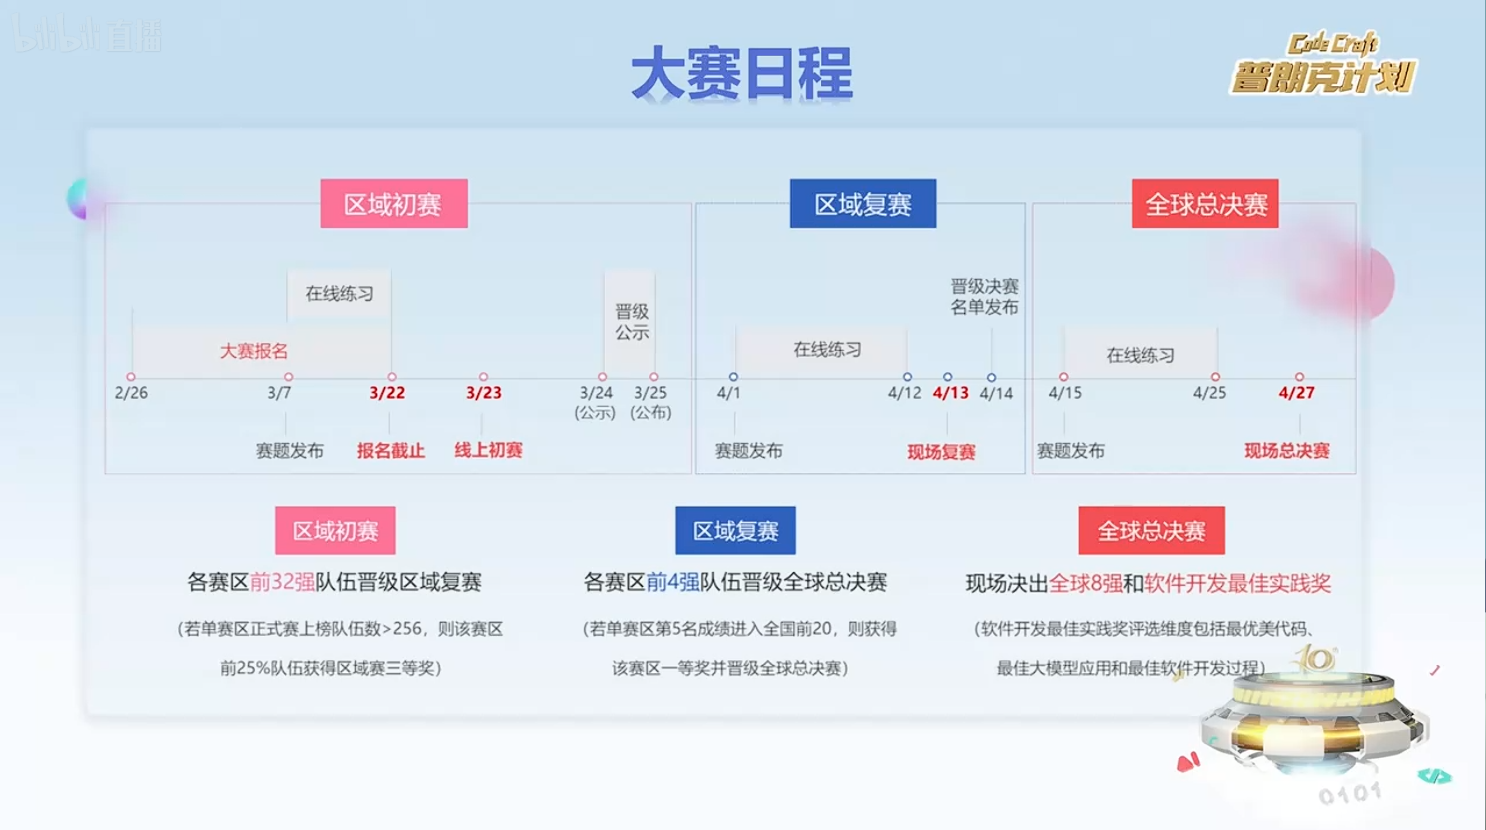 bilibili直播
大赛日程
Code Craft
普朗克计划
区域初赛
区域复赛
全球总决赛
在线练习
大赛报名
晋级
公示
2/26
3/7
3/22
3/23
3/24
(公示)
3/25
(公布)
赛题发布
报名截止
线上初赛
晋级决赛
名单发布
在线练习
4/1
4/12
4/13
4/14
赛题发布
现场复赛
在线练习
4/15
4/25
4/27
赛题发布
现场总决赛
区域初赛
各赛区前32强队伍晋级区域复赛
（若单赛区正式赛上榜队伍数>256，则该赛区
前25%队伍获得区域赛三等奖）
区域复赛
各赛区前4强队伍晋级全球总决赛
（若单赛区第5名成绩进入全国前20，则获得
该赛区一等奖并晋级全球总决赛）
全球总决赛
现场决出全球8强和软件开发最佳实践奖
（软件开发最佳实践奖评选维度包括最优美代码、
最佳大模型应用和最佳软件开发过程）
10
</>
0101